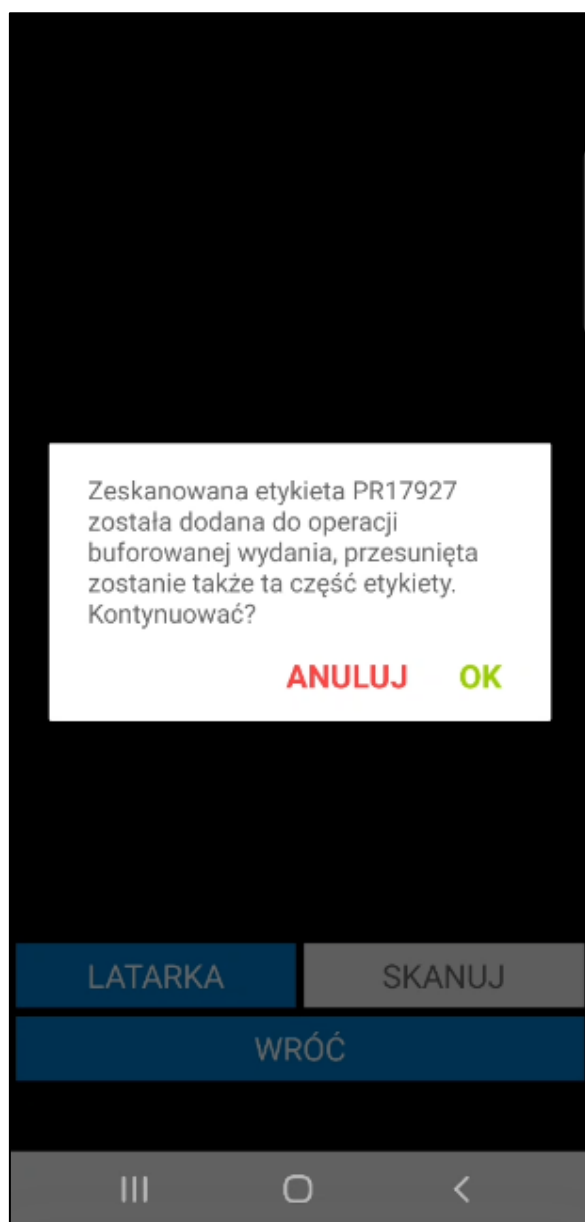 Zeskanowana etykieta PR17927
została dodana do operacji
buforowanej wydania, przesunięta
zostanie także ta część etykiety.
Kontynuować?
ANULUJ OK
LATARKA SKANUJ
WRÓĆ